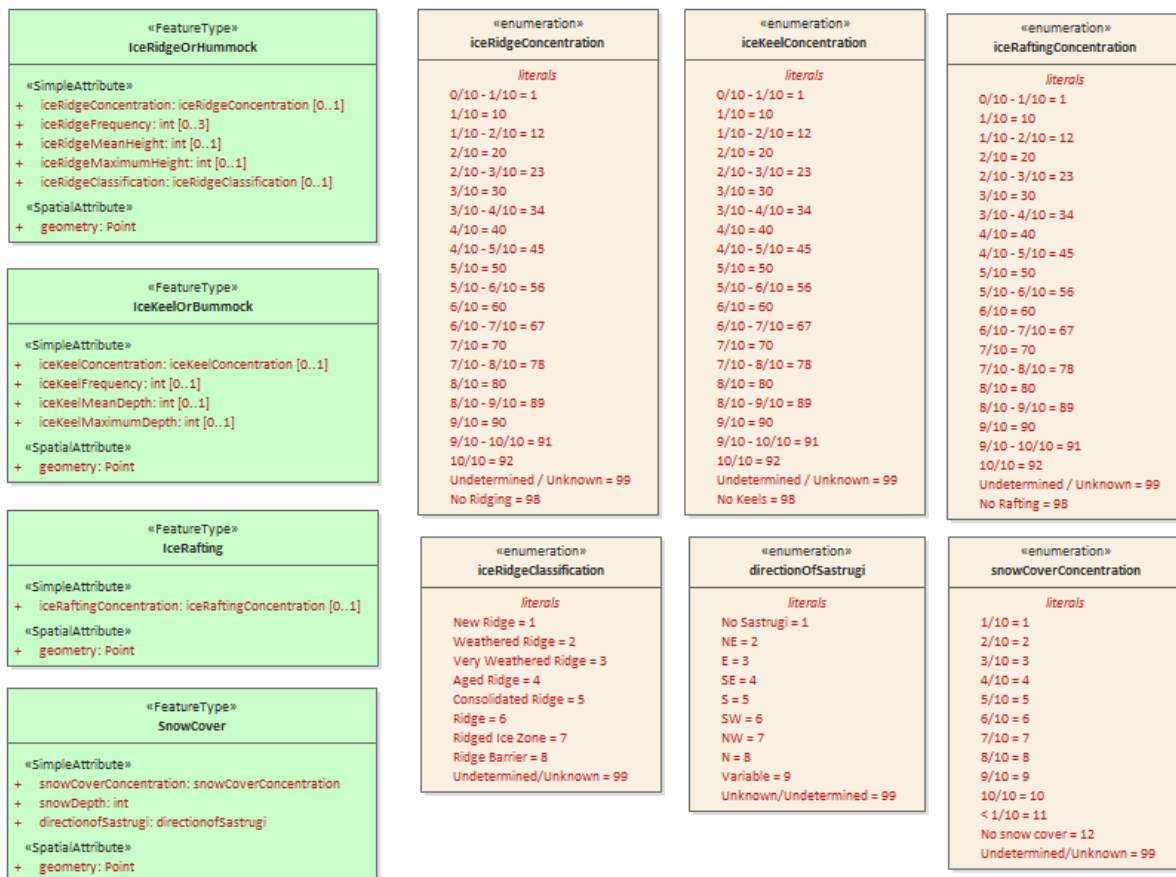 «FeatureType»
IceRidgeOrHummock
«SimpleAttribute»
+ iceRidgeConcentration: iceRidgeConcentration [0..1]
+ iceRidgeFrequency: int [0..3]
+ iceRidgeMeanHeight: int [0..1]
+ iceRidgeMaximumHeight: int [0..1]
+ iceRidgeClassification: iceRidgeClassification [0..1]
«SpatialAttribute»
+ geometry: Point
«FeatureType»
IceKeelOrBummock
«SimpleAttribute»
+ iceKeelConcentration: iceKeelConcentration [0..1]
+ iceKeelFrequency: int [0..1]
+ iceKeelMeanDepth: int [0..1]
+ iceKeelMaximumDepth: int [0..1]
«SpatialAttribute»
+ geometry: Point
«FeatureType»
IceRafting
«SimpleAttribute»
+ iceRaftingConcentration: iceRaftingConcentration [0..1]
«SpatialAttribute»
+ geometry: Point
«FeatureType»
SnowCover
«SimpleAttribute»
+ snowCoverConcentration: snowCoverConcentration
+ snowDepth: int
+ directionofSastrugi: directionofSastrugi
«SpatialAttribute»
+ geometry: Point
«enumeration»
iceRidgeConcentration
literals
0/10 - 1/10 = 1
1/10 = 10
1/10 - 2/10 = 12
2/10 = 20
2/10 - 3/10 = 23
3/10 = 30
3/10 - 4/10 = 34
4/10 = 40
4/10 - 5/10 = 45
5/10 = 50
5/10 - 6/10 = 56
6/10 = 60
6/10 - 7/10 = 67
7/10 = 70
7/10 - 8/10 = 78
8/10 = 80
8/10 - 9/10 = 89
9/10 = 90
9/10 - 10/10 = 91
10/10 = 92
Undetermined / Unknown = 99
No Ridging = 98
«enumeration»
iceKeelConcentration
literals
0/10 - 1/10 = 1
1/10 = 10
1/10 - 2/10 = 12
2/10 = 20
2/10 - 3/10 = 23
3/10 = 30
3/10 - 4/10 = 34
4/10 = 40
4/10 - 5/10 = 45
5/10 = 50
5/10 - 6/10 = 56
6/10 = 60
6/10 - 7/10 = 67
7/10 = 70
7/10 - 8/10 = 78
8/10 = 80
8/10 - 9/10 = 89
9/10 = 90
9/10 - 10/10 = 91
10/10 = 92
Undetermined / Unknown = 99
No Keels = 98
«enumeration»
iceRaftingConcentration
literals
0/10 - 1/10 = 1
1/10 = 10
1/10 - 2/10 = 12
2/10 = 20
2/10 - 3/10 = 23
3/10 = 30
3/10 - 4/10 = 34
4/10 = 40
4/10 - 5/10 = 45
5/10 = 50
5/10 - 6/10 = 56
6/10 = 60
6/10 - 7/10 = 67
7/10 = 70
7/10 - 8/10 = 78
8/10 = 80
8/10 - 9/10 = 89
9/10 = 90
9/10 - 10/10 = 91
10/10 = 92
Undetermined / Unknown = 99
No Rafting = 98
«enumeration»
iceRidgeClassification
literals
New Ridge = 1
Weathered Ridge = 2
Very Weathered Ridge = 3
Aged Ridge = 4
Consolidated Ridge = 5
Ridge = 6
Ridged Ice Zone = 7
Ridge Barrier = 8
Undetermined/Unknown = 99
«enumeration»
directionOfSastrugi
literals
No Sastrugi = 1
NE = 2
E = 3
SE = 4
S = 5
SW = 6
NW = 7
N = 8
Variable = 9
Unknown/Undetermined = 99
«enumeration»
snowCoverConcentration
literals
1/10 = 1
2/10 = 2
3/10 = 3
4/10 = 4
5/10 = 5
6/10 = 6
7/10 = 7
8/10 = 8
9/10 = 9
10/10 = 10
< 1/10 = 11
No snow cover = 12
Undetermined/Unknown = 99